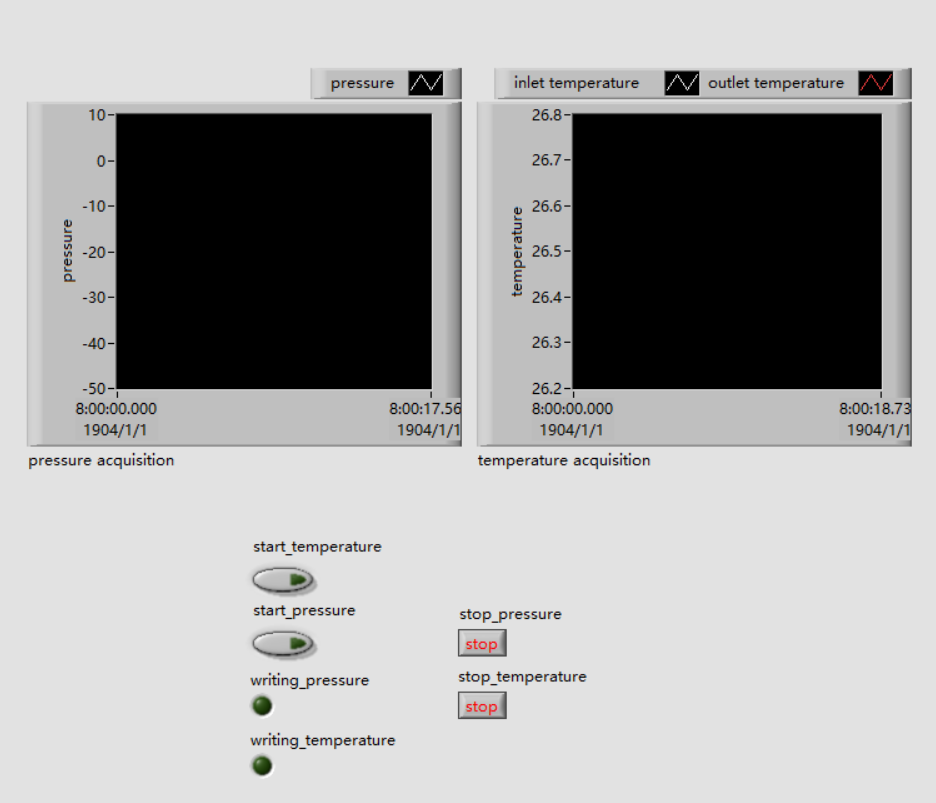 pressure
inlet temperature outlet temperature
10
0
-10
-20
-30
-40
-50
pressure
8:00:00.000
1904/1/1
8:00:17.56
1904/1/1
pressure acquisition
26.8
26.7
26.6
26.5
26.4
26.3
26.2
temperature
8:00:00.000
1904/1/1
8:00:18.73
1904/1/1
temperature acquisition
start_temperature
start_pressure
stop_pressure
stop
writing_pressure
stop_temperature
stop
writing_temperature